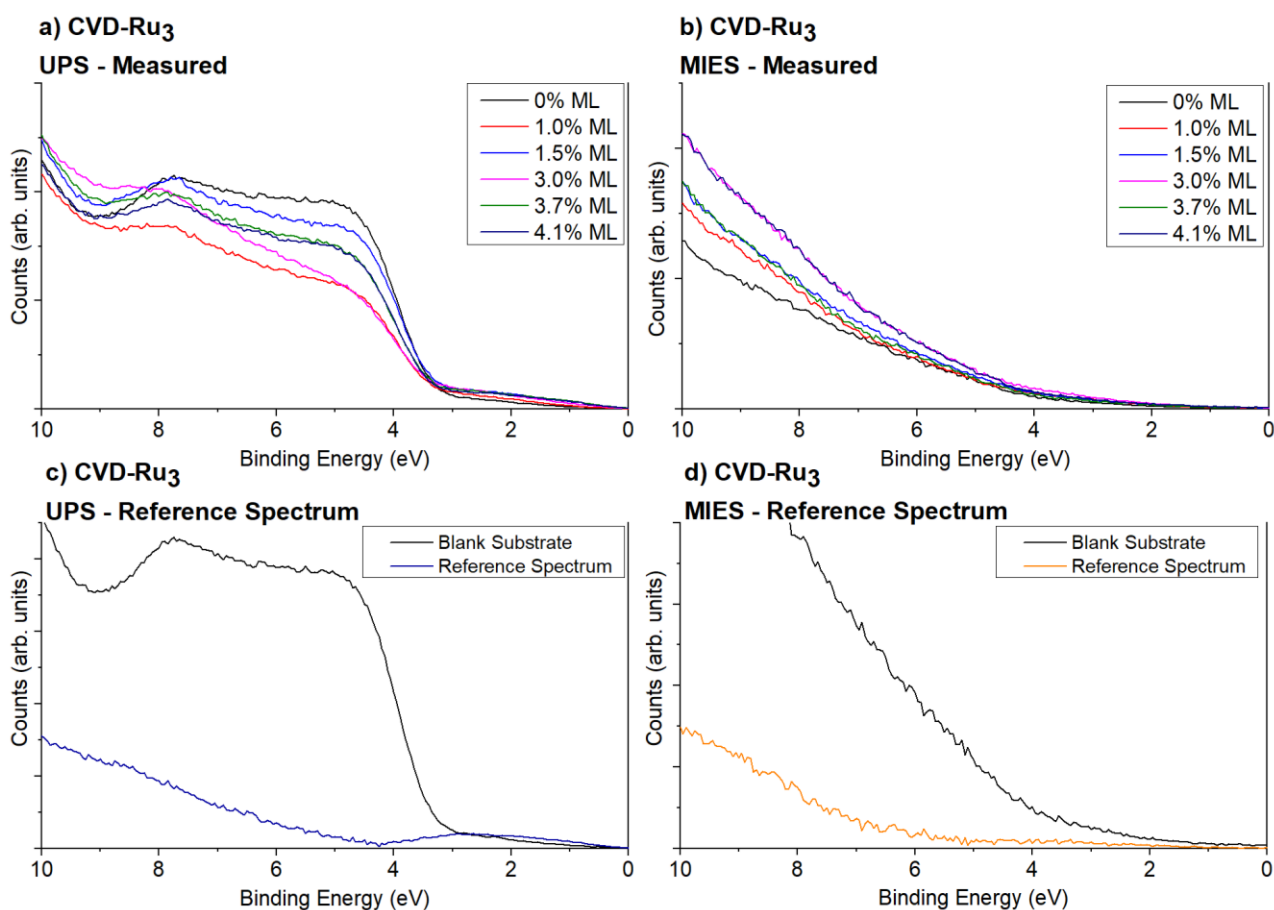 a) CVD-Ru3
UPS - Measured
0% ML
1.0% ML
1.5% ML
3.0% ML
3.7% ML
4.1% ML
Counts (arb. units)
10 8 6 4 2 0
Binding Energy (eV)
b) CVD-Ru3
MIES - Measured
0% ML
1.0% ML
1.5% ML
3.0% ML
3.7% ML
4.1% ML
Counts (arb. units)
10 8 6 4 2 0
Binding Energy (eV)
c) CVD-Ru3
UPS - Reference Spectrum
Blank Substrate
Reference Spectrum
Counts (arb. units)
10 8 6 4 2 0
Binding Energy (eV)
d) CVD-Ru3
MIES - Reference Spectrum
Blank Substrate
Reference Spectrum
Counts (arb. units)
10 8 6 4 2 0
Binding Energy (eV)